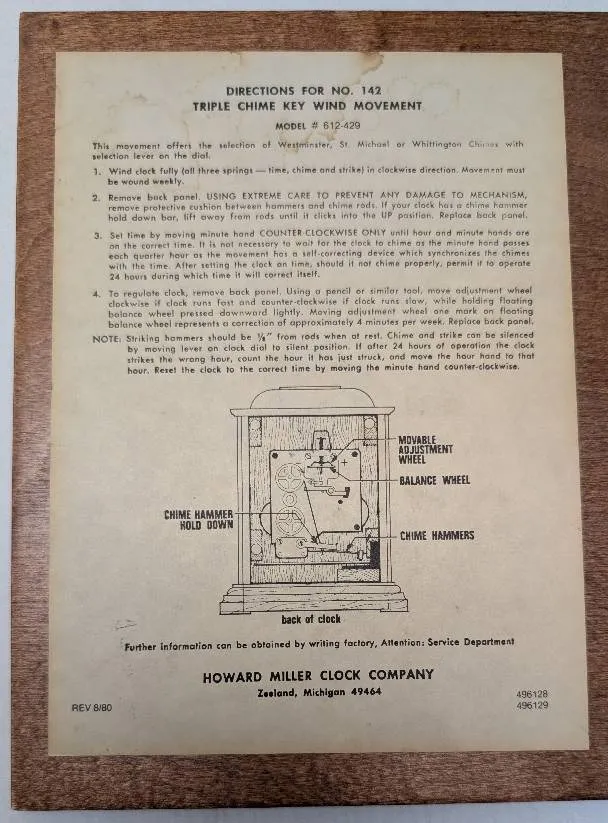 DIRECTIONS FOR NO. 142
TRIPLE CHIME KEY WIND MOVEMENT
MODEL # 612-429
This movement offers the selection of Westminster, St. Michael or Whittington Chimes with
selection lever on the dial.
1. Wind clock fully (all three springs — time, chime and strike) in clockwise direction. Movement must
be wound weekly.
2. Remove back panel. USING EXTREME CARE TO PREVENT ANY DAMAGE TO MECHANISM,
remove protective cushion between hammers and chime rods. If your clock has a chime hammer
hold down bar, lift away from rods until it clicks into the UP position. Replace back panel.
3. Set time by moving minute hand COUNTER-CLOCKWISE ONLY until hour and minute hands are
on the correct time. It is not necessary to wait for the clock to chime as the minute hand passes
each quarter hour as the movement has a self-correcting device which synchronizes the chimes
with the time. After setting the clock on time, should it not chime properly, permit it to operate
24 hours during which time it will correct itself.
4. To regulate clock, remove back panel. Using a pencil or similar tool, move adjustment wheel
clockwise if clock runs fast and counter-clockwise if clock runs slow, while holding floating
balance wheel pressed downward lightly. Moving adjustment wheel one mark on floating
balance wheel represents a correction of approximately 4 minutes per week. Replace back panel.
NOTE: Striking hammers should be ⅛" from rods when at rest. Chime and strike can be silenced
by moving lever on clock dial to silent position. If after 24 hours of operation the clock
strikes the wrong hour, count the hour it has just struck, and move the hour hand to that
hour. Reset the clock to the correct time by moving the minute hand counter-clockwise.
MOVABLE
ADJUSTMENT
WHEEL
BALANCE WHEEL
CHIME HAMMER
HOLD DOWN
CHIME HAMMERS
back of clock
Further information can be obtained by writing factory, Attention: Service Department
HOWARD MILLER CLOCK COMPANY
Zeeland, Michigan 49464
REV 8/80
496128
496129